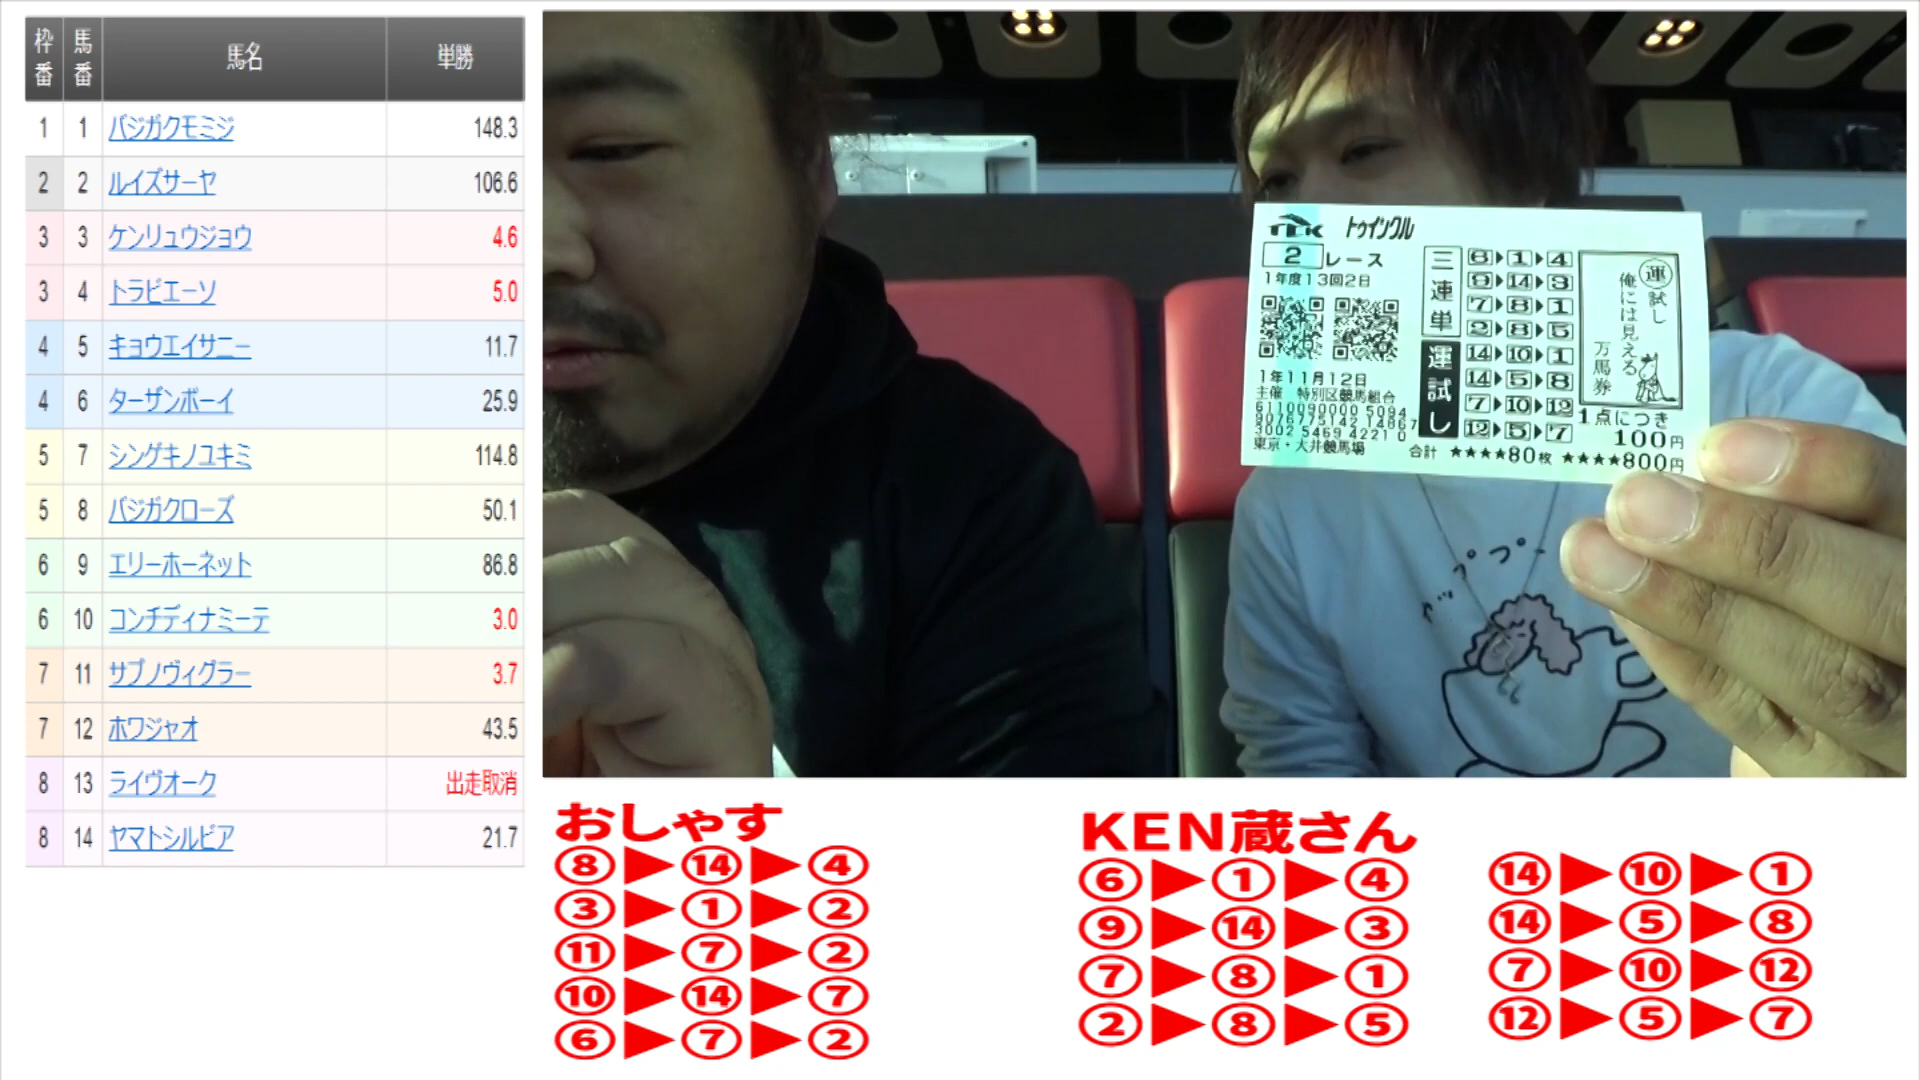 枠番 馬番 馬名 単勝
1 1 バジガクモミジ 148.3
2 2 ルイズサーヤ 106.6
3 3 ケンリュウジョウ 4.6
3 4 トラビエーソ 5.0
4 5 キョウエイサニー 11.7
4 6 ターザンボーイ 25.9
5 7 シンゲキノユキミ 114.8
5 8 バジガクローズ 50.1
6 9 エリーホーネット 86.8
6 10 コンチディナミーテ 3.0
7 11 サブノヴィグラー 3.7
7 12 ホワジャオ 43.5
8 13 ライヴオーク 出走取消
8 14 ヤマトシルビア 21.7
TCK トゥインクル
2 レース
1年度13回2日
1年11月12日
主催 特別区競馬組合
東京・大井競馬場
三連単
運試し
6▶1▶4
9▶14▶3
7▶8▶1
2▶8▶5
14▶10▶1
14▶5▶8
7▶10▶12
12▶5▶7
運試し
俺には見える
万馬券
1点につき
100円
合計 ★★★★80枚 ★★★★800円
おしゃす
⑧▶⑭▶④
③▶①▶②
⑪▶⑦▶②
⑩▶⑭▶⑦
⑥▶⑦▶②
KEN蔵さん
⑥▶①▶④
⑨▶⑭▶③
⑦▶⑧▶①
②▶⑧▶⑤
⑭▶⑩▶①
⑭▶⑤▶⑧
⑦▶⑩▶⑫
⑫▶⑤▶⑦